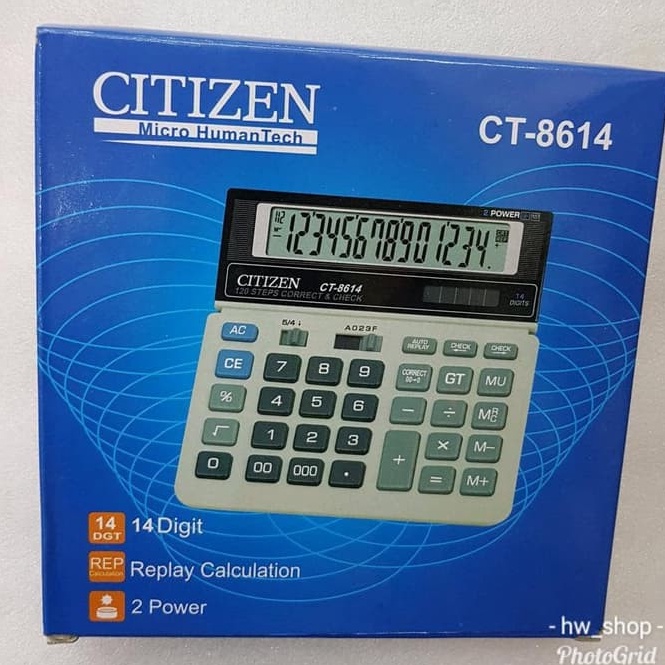 CITIZEN
Micro HumanTech
CT-8614
2 POWER
12345678901234.
CITIZEN CT-8614
120 STEPS CORRECT & CHECK
14 DIGITS
5/4 ↓ A023F
AC AUTO REPLAY CHECK CHECK
CE 7 8 9 CORRECT 00→0 GT MU
% 4 5 6 − ÷ MRC
√ 1 2 3 + × M−
0 00 000 . = M+
14 DGT 14 Digit
REP Calculation Replay Calculation
2 Power
- hw_shop -
PhotoGrid